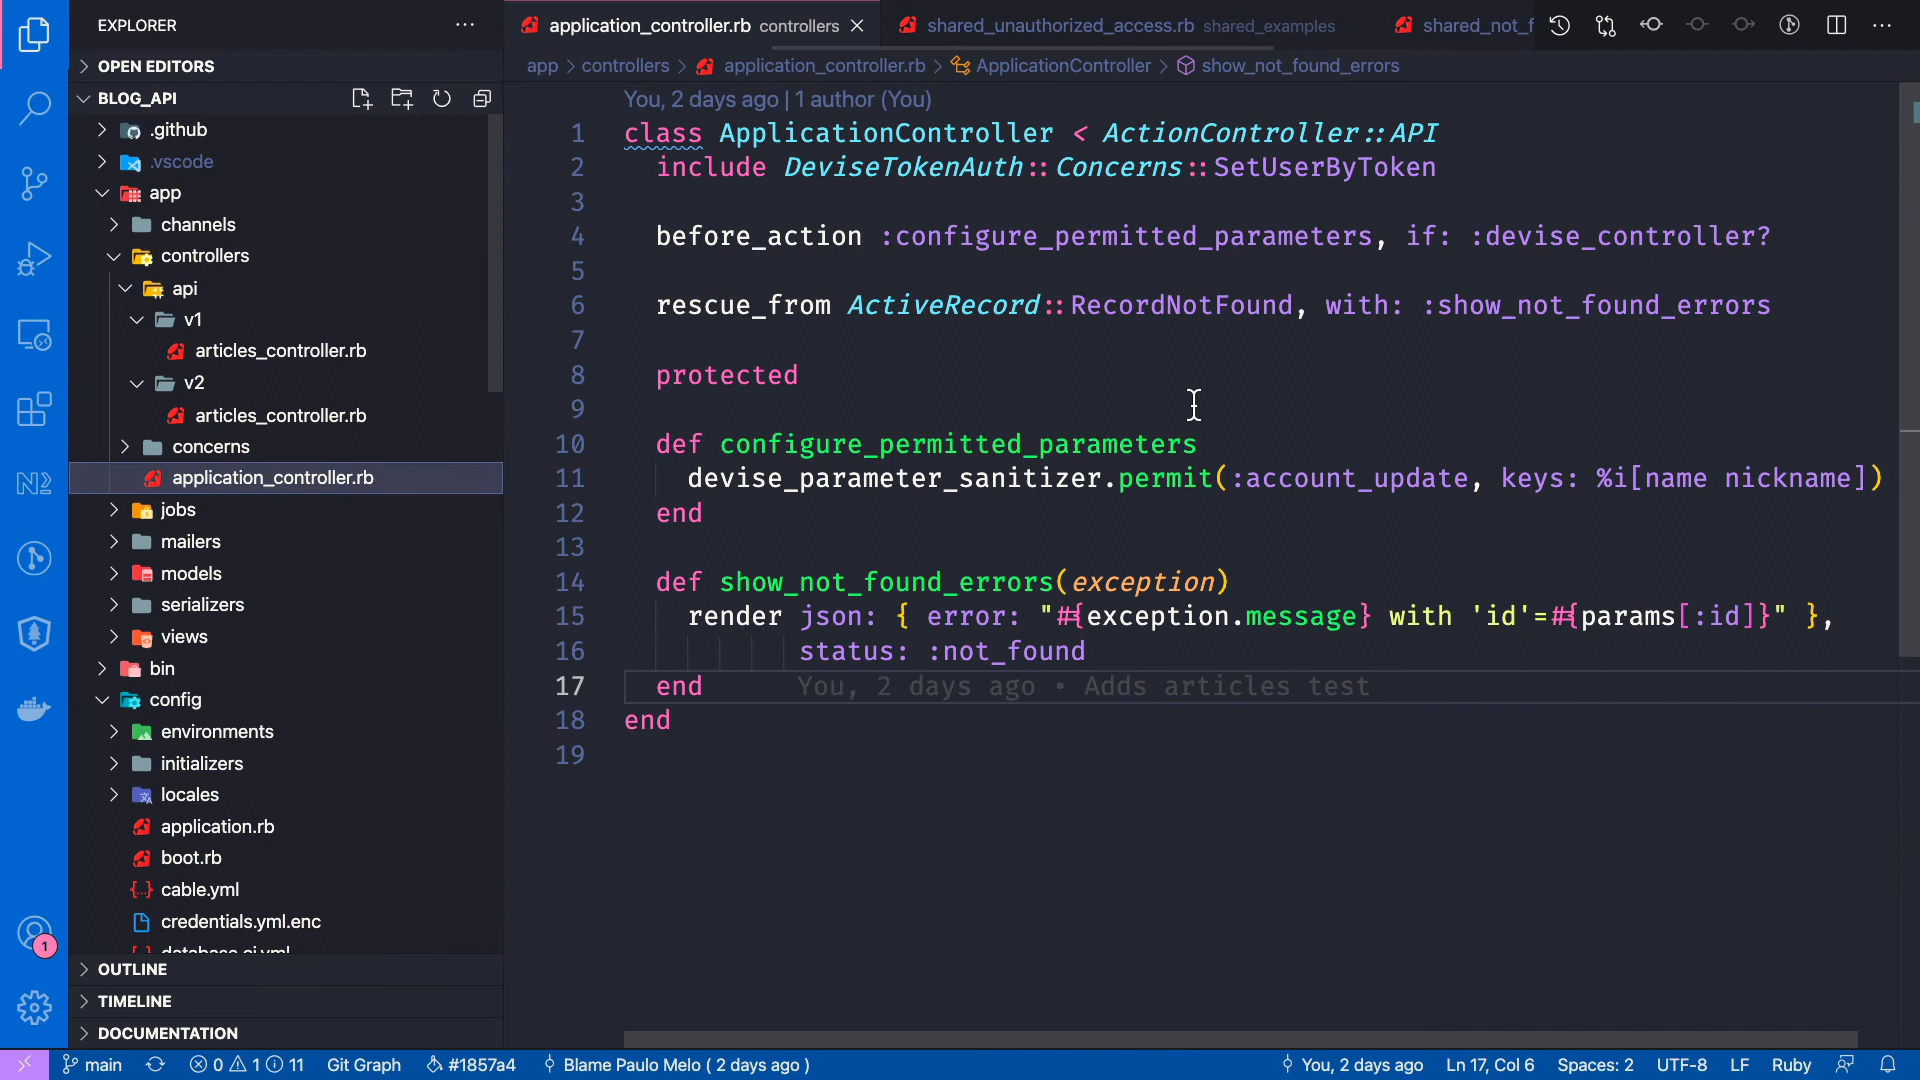 EXPLORER
OPEN EDITORS
BLOG_API
.github
.vscode
app
channels
controllers
api
v1
articles_controller.rb
v2
articles_controller.rb
concerns
application_controller.rb
jobs
mailers
models
serializers
views
bin
config
environments
initializers
locales
application.rb
boot.rb
cable.yml
credentials.yml.enc
OUTLINE
TIMELINE
DOCUMENTATION
application_controller.rb controllers
shared_unauthorized_access.rb shared_examples
shared_not_f
app > controllers > application_controller.rb > ApplicationController > show_not_found_errors
You, 2 days ago | 1 author (You)
1 class ApplicationController < ActionController::API
2 include DeviseTokenAuth::Concerns::SetUserByToken
3
4 before_action :configure_permitted_parameters, if: :devise_controller?
5
6 rescue_from ActiveRecord::RecordNotFound, with: :show_not_found_errors
7
8 protected
9
10 def configure_permitted_parameters
11 devise_parameter_sanitizer.permit(:account_update, keys: %i[name nickname])
12 end
13
14 def show_not_found_errors(exception)
15 render json: { error: "#{exception.message} with 'id'=#{params[:id]}" },
16 status: :not_found
17 end You, 2 days ago • Adds articles test
18 end
19
1
main 0 1 11 Git Graph #1857a4 Blame Paulo Melo ( 2 days ago ) You, 2 days ago Ln 17, Col 6 Spaces: 2 UTF-8 LF Ruby